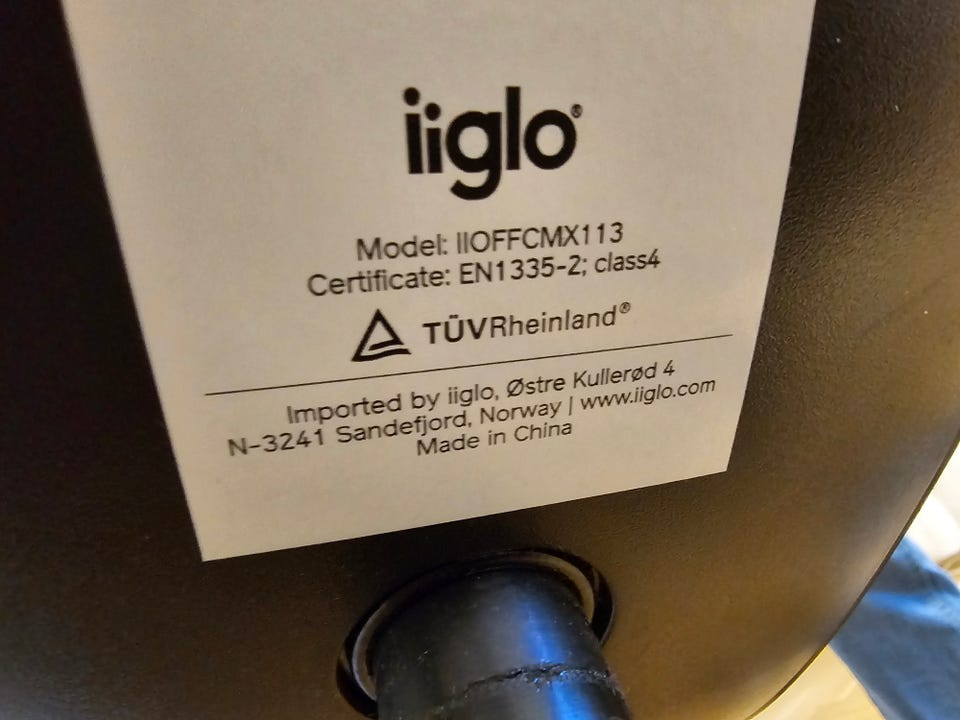 iiglo®
Model: IIOFFCMX113
Certificate: EN1335-2; class4
TÜVRheinland®
Imported by iiglo, Østre Kullerød 4
N-3241 Sandefjord, Norway | www.iiglo.com
Made in China